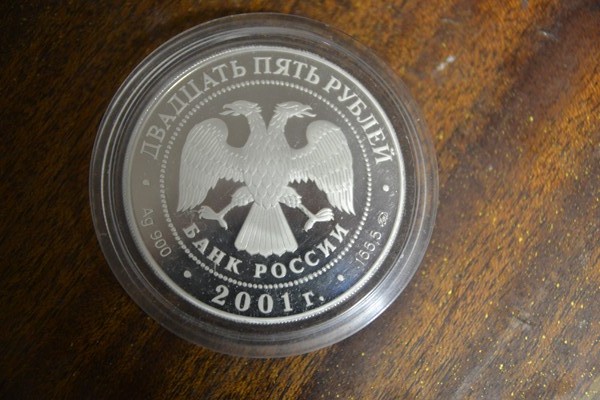 ДВАДЦАТЬ ПЯТЬ РУБЛЕЙ
БАНК РОССИИ
Р Ag 900
155,5
2001 г.